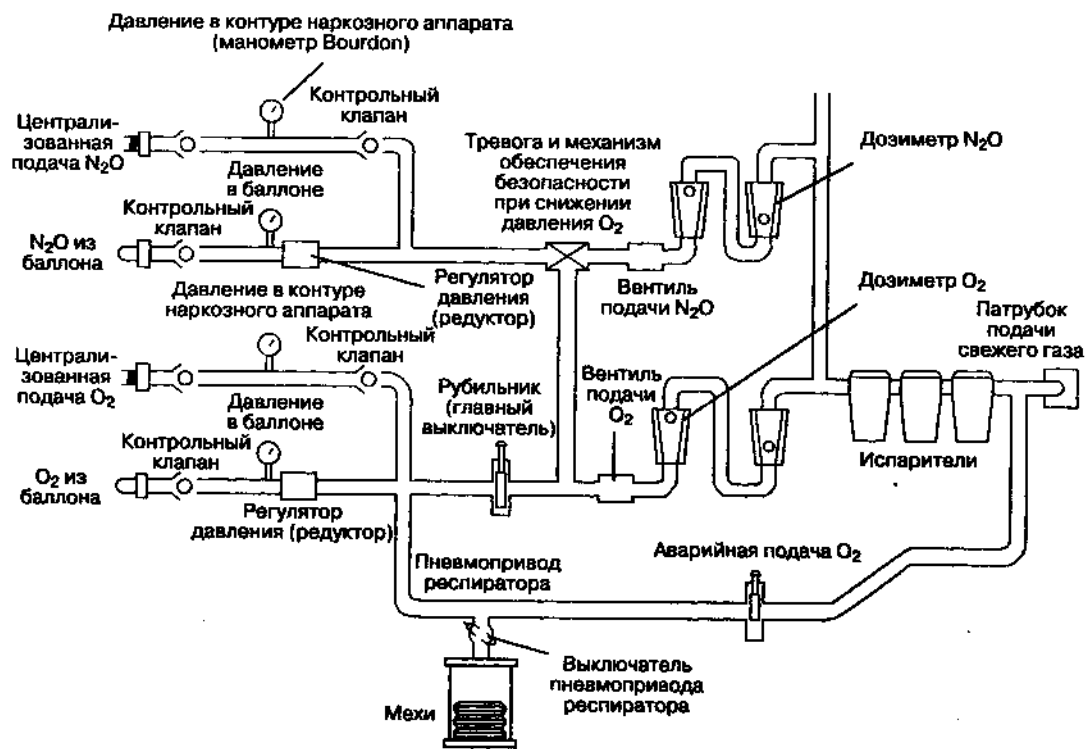 Давление в контуре наркозного аппарата
(манометр Bourdon)
Контрольный
клапан
Централи-
зованная
подача N₂O
Давление
в баллоне
Контрольный
клапан
N₂O из
баллона
Давление в контуре
наркозного аппарата
Регулятор
давления
(редуктор)
Тревога и механизм
обеспечения
безопасности
при снижении
давления O₂
Вентиль
подачи N₂O
Дозиметр N₂O
Дозиметр O₂
Патрубок
подачи
свежего газа
Централи-
зованная
подача O₂
Контрольный
клапан
Давление
в баллоне
Контрольный
клапан
O₂ из
баллона
Регулятор
давления (редуктор)
Рубильник
(главный
выключатель)
Вентиль
подачи
O₂
Испарители
Пневмопривод
респиратора
Аварийная подача O₂
Выключатель
пневмопривода
респиратора
Мехи